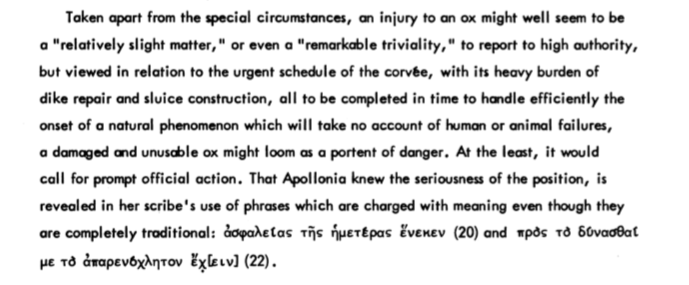 Taken apart from the special circumstances, an injury to an ox might well seem to be
a "relatively slight matter," or even a "remarkable triviality," to report to high authority,
but viewed in relation to the urgent schedule of the corvée, with its heavy burden of
dike repair and sluice construction, all to be completed in time to handle efficiently the
onset of a natural phenomenon which will take no account of human or animal failures,
a damaged and unusable ox might loom as a portent of danger. At the least, it would
call for prompt official action. That Apollonia knew the seriousness of the position, is
revealed in her scribe's use of phrases which are charged with meaning even though they
are completely traditional: ἀσφαλείας τῆς ἡμετέρας ἕνεκεν (20) and πρὸς τὸ δύνασθαί
με τὸ ἀπαρενόχλητον ἔχ[ειν] (22).